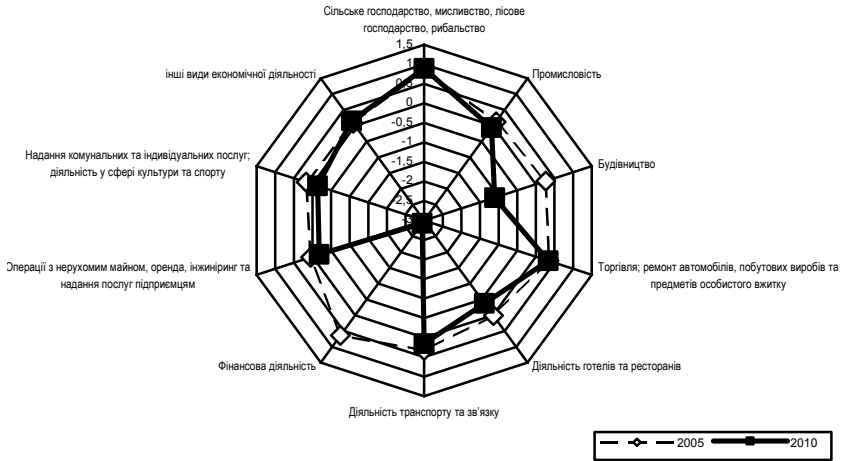 Сільське господарство, мисливство, лісове
господарство, рибальство
1,5
1
0,5
0
-0,5
-1
-1,5
-2
-2,5
-3
інші види економічної діяльності
Промисловість
Надання комунальних та індивідуальних послуг;
діяльність у сфері культури та спорту
Будівництво
Операції з нерухомим майном, оренда, інжиніринг та
надання послуг підприємцям
Торгівля; ремонт автомобілів, побутових виробів та
предметів особистого вжитку
Фінансова діяльність
Діяльність готелів та ресторанів
Діяльність транспорту та зв'язку
2005
2010